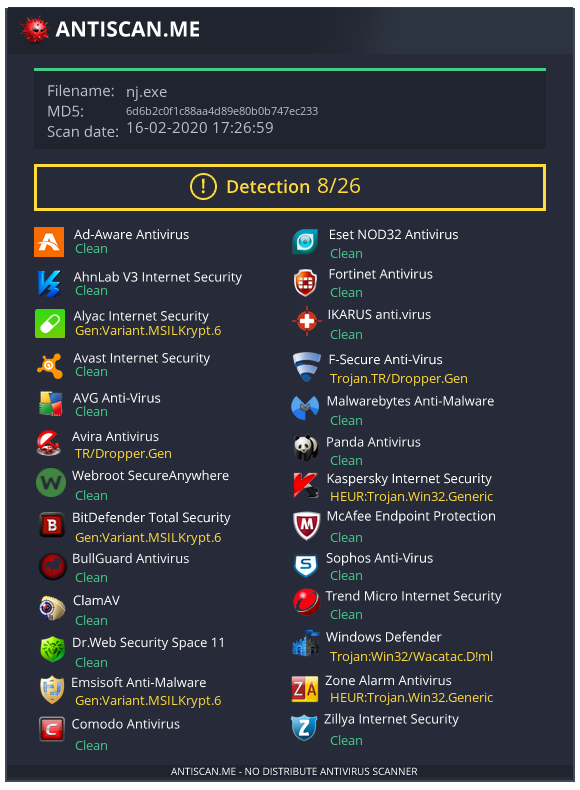 ANTISCAN.ME
Filename: nj.exe
MD5: 6d6b2c0f1c88aa4d89e80b0b747ec233
Scan date: 16-02-2020 17:26:59
! Detection 8/26
Ad-Aware Antivirus
Clean
AhnLab V3 Internet Security
Clean
Alyac Internet Security
Gen:Variant.MSILKrypt.6
Avast Internet Security
Clean
AVG Anti-Virus
Clean
Avira Antivirus
TR/Dropper.Gen
Webroot SecureAnywhere
Clean
BitDefender Total Security
Gen:Variant.MSILKrypt.6
BullGuard Antivirus
Clean
ClamAV
Clean
Dr.Web Security Space 11
Clean
Emsisoft Anti-Malware
Gen:Variant.MSILKrypt.6
Comodo Antivirus
Clean
Eset NOD32 Antivirus
Clean
Fortinet Antivirus
Clean
IKARUS anti.virus
Clean
F-Secure Anti-Virus
Trojan.TR/Dropper.Gen
Malwarebytes Anti-Malware
Clean
Panda Antivirus
Clean
Kaspersky Internet Security
HEUR:Trojan.Win32.Generic
McAfee Endpoint Protection
Clean
Sophos Anti-Virus
Clean
Trend Micro Internet Security
Clean
Windows Defender
Trojan:Win32/Wacatac.D!ml
Zone Alarm Antivirus
HEUR:Trojan.Win32.Generic
Zillya Internet Security
Clean
ANTISCAN.ME - NO DISTRIBUTE ANTIVIRUS SCANNER